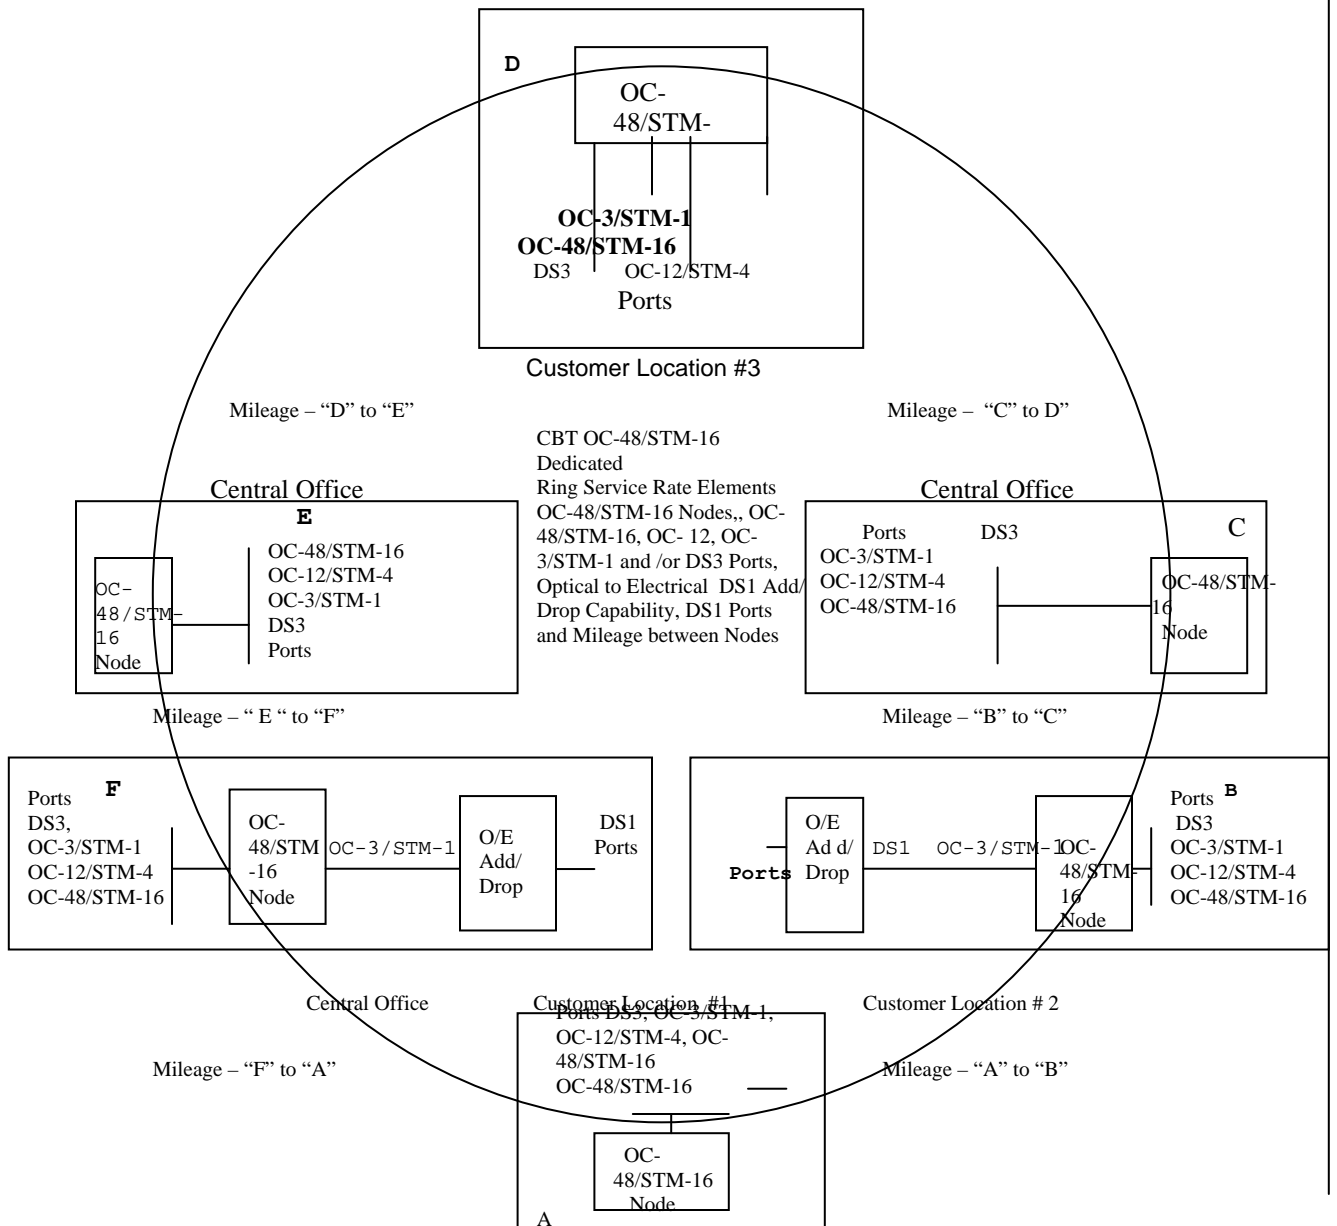 D
OC-
48/STM-
OC-3/STM-1
OC-48/STM-16
DS3 OC-12/STM-4
Ports
Customer Location #3
Mileage – “D” to “E”
Mileage – “C” to D”
CBT OC-48/STM-16
Dedicated
Ring Service Rate Elements
OC-48/STM-16 Nodes,, OC-
48/STM-16, OC- 12, OC-
3/STM-1 and /or DS3 Ports,
Optical to Electrical DS1 Add/
Drop Capability, DS1 Ports
and Mileage between Nodes
Central Office
E
OC-
48/STM-
16
Node
OC-48/STM-16
OC-12/STM-4
OC-3/STM-1
DS3
Ports
Central Office
C
Ports DS3
OC-3/STM-1
OC-12/STM-4
OC-48/STM-16
OC-48/STM-
16
Node
Mileage – “ E “ to “F”
Mileage – “B” to “C”
F
Ports
DS3,
OC-3/STM-1
OC-12/STM-4
OC-48/STM-16
OC-
48/STM
-16
Node
OC-3/STM-1
O/E
Add/
Drop
DS1
Ports
Ports
O/E
Ad d/
Drop
DS1 OC-3/STM-1
OC-
48/STM-
16
Node
Ports B
DS3
OC-3/STM-1
OC-12/STM-4
OC-48/STM-16
Central Office
Customer Location #1
Customer Location # 2
Ports DS3, OC-3/STM-1,
OC-12/STM-4, OC-
48/STM-16
OC-48/STM-16
Mileage – “F” to “A”
Mileage – “A” to “B”
OC-
48/STM-16
Node
A